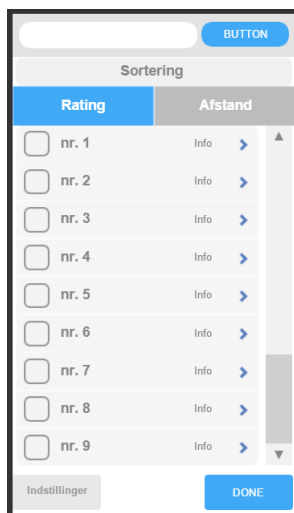 BUTTON
Sortering
Rating Afstand
nr. 1 Info
nr. 2 Info
nr. 3 Info
nr. 4 Info
nr. 5 Info
nr. 6 Info
nr. 7 Info
nr. 8 Info
nr. 9 Info
Indstillinger DONE